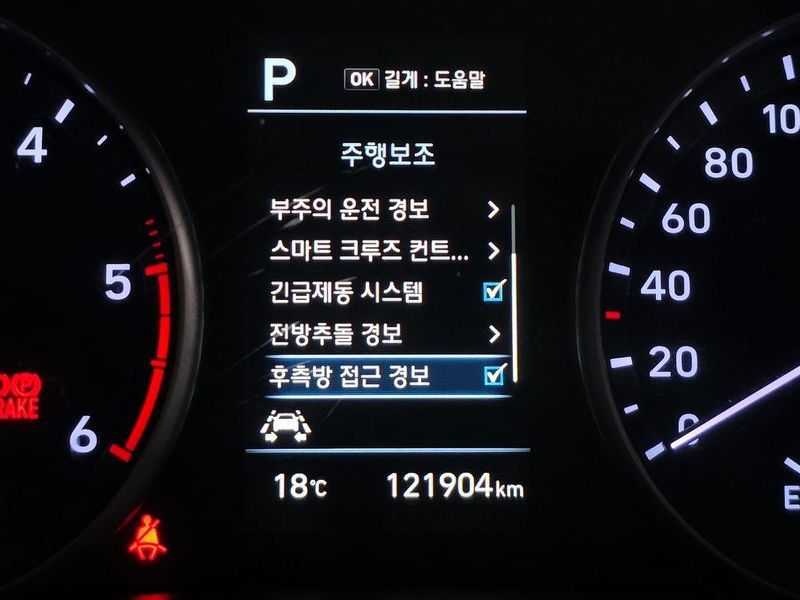 P OK 길게 : 도움말
주행보조
부주의 운전 경보
스마트 크루즈 컨트...
긴급제동 시스템
전방추돌 경보
후측방 접근 경보
18℃ 121904km
4
5
6
100
80
60
40
20
0
E